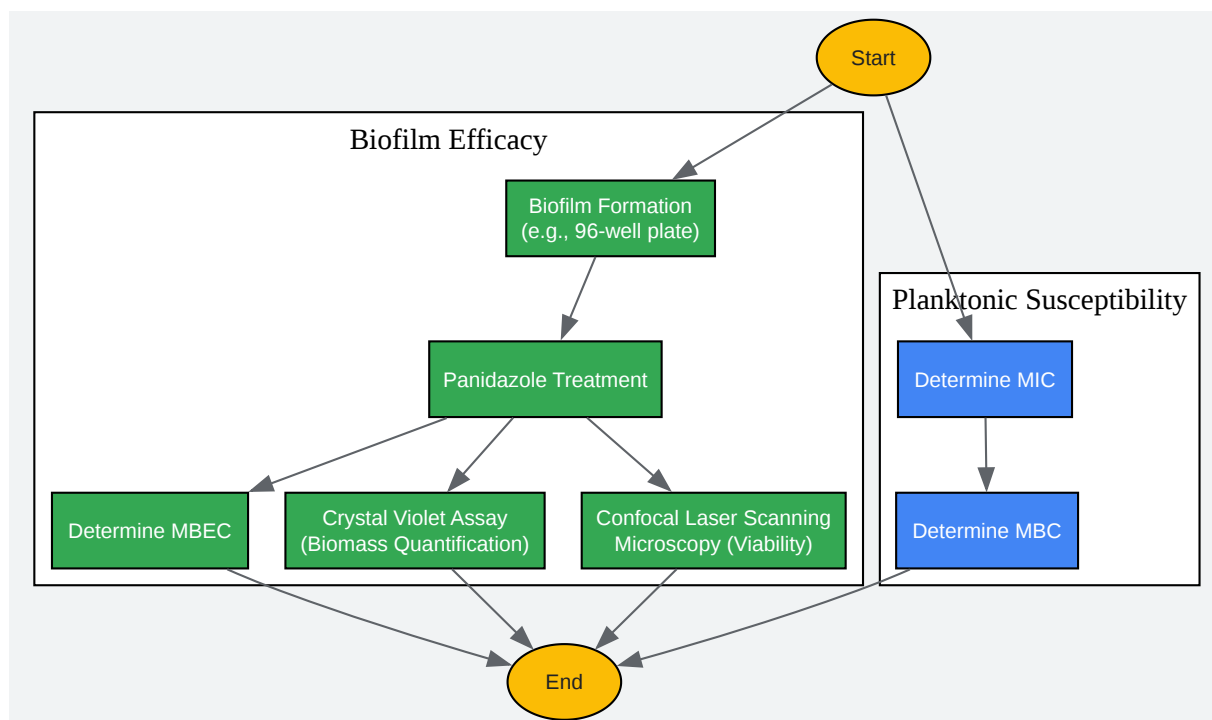 Start
Biofilm Efficacy
Biofilm Formation
(e.g., 96-well plate)
Planktonic Susceptibility
Panidazole Treatment
Determine MIC
Determine MBEC
Crystal Violet Assay
(Biomass Quantification)
Confocal Laser Scanning
Microscopy (Viability)
Determine MBC
End